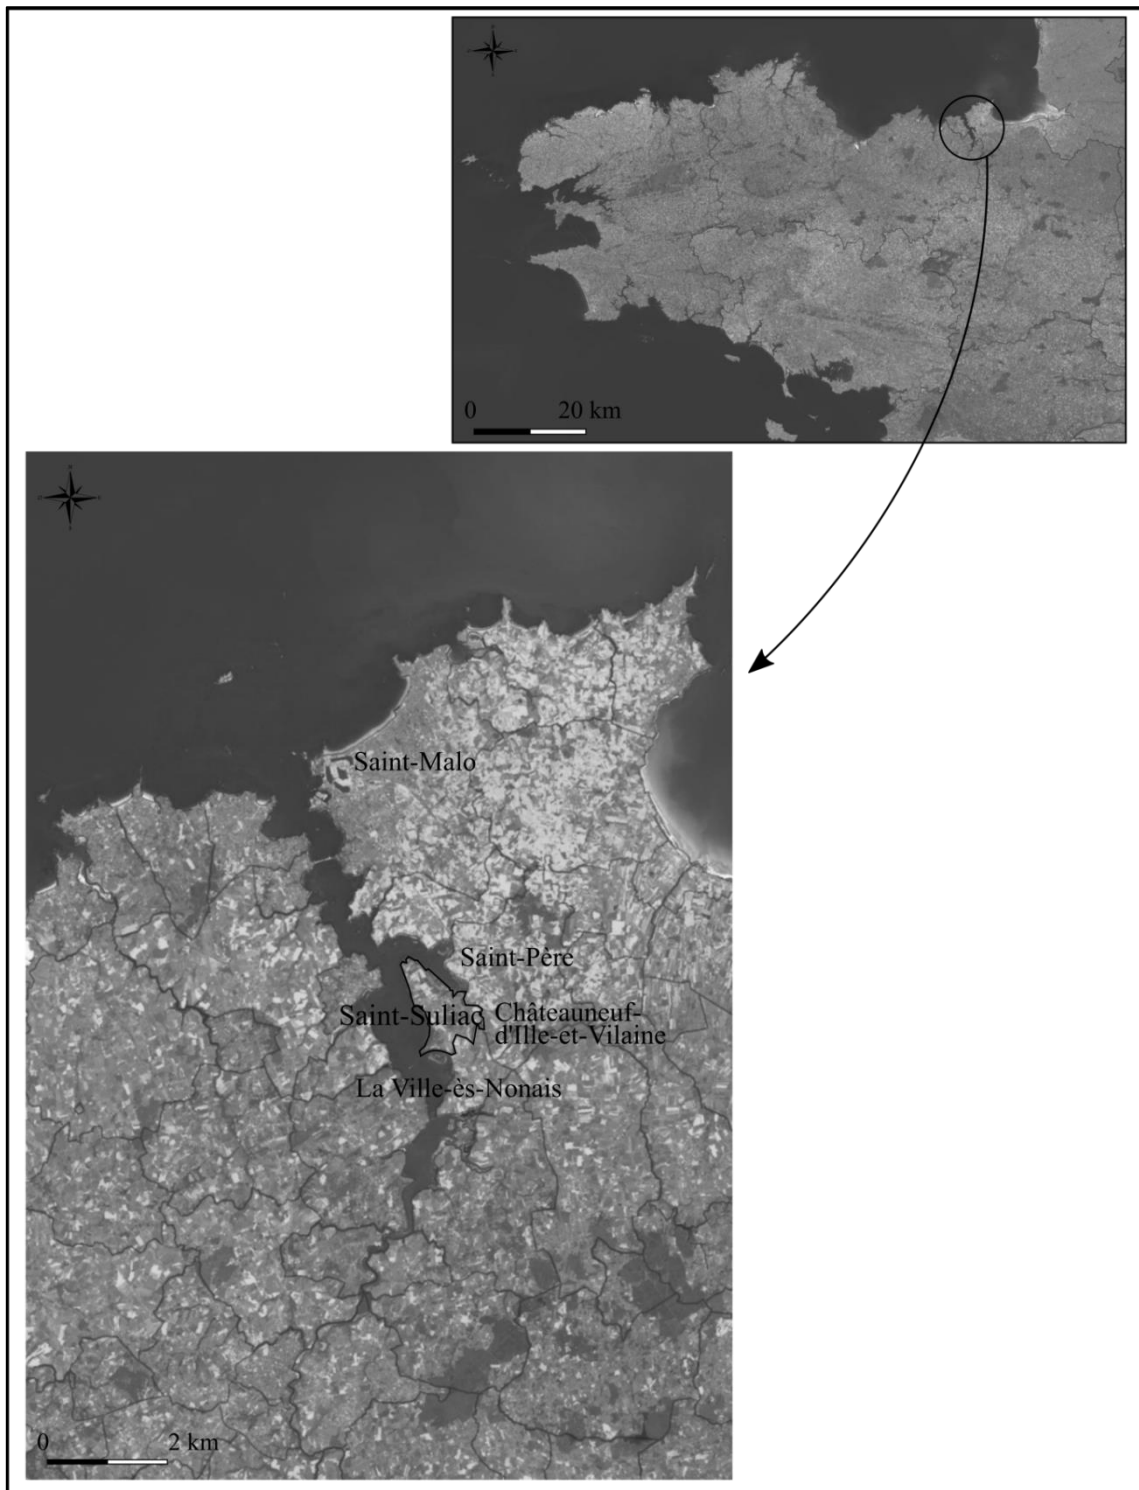 0 20 km
Saint-Malo
Saint-Père
Saint-Suliac
Châteauneuf-
d'Ille-et-Vilaine
La Ville-ès-Nonais
0 2 km